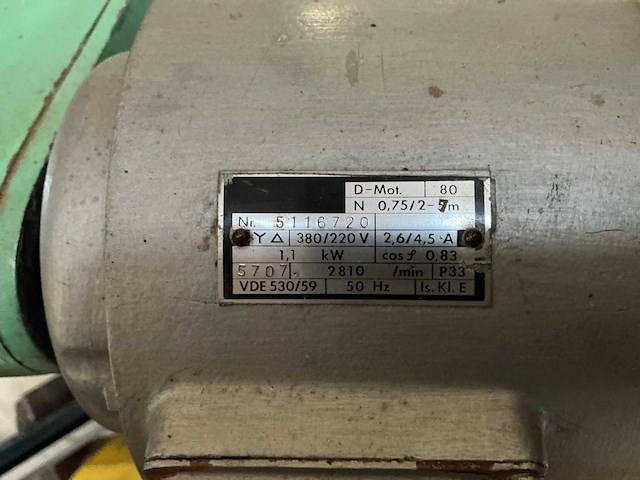 D-Mot. 80
N 0,75/2-7m
Nr. 5116720
Y △ 380/220 V 2,6/4,5 A
1,1 kW cos φ 0,83
5707 2810 /min P33
VDE 530/59 50 Hz Is. Kl. E